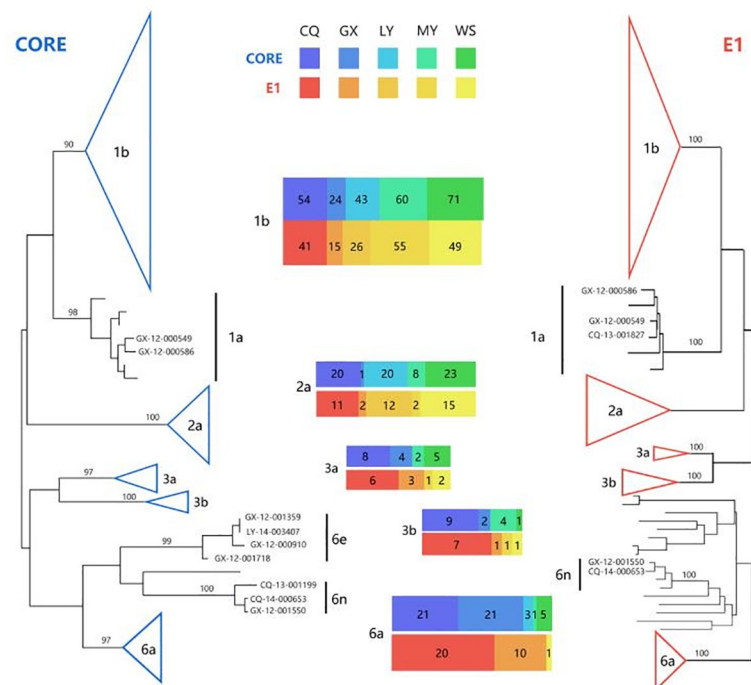 CORE
CQ GX LY MY WS
E1
CORE
E1
90
1b
100
1b
54 24 43 60 71
1b
41 15 26 55 49
98
GX-12-000549
GX-12-000586
1a
GX-12-000586
GX-12-000549
CQ-13-001827
100
1a
20 1 20 8 23
2a
11 2 12 2 15
100
2a
2a
100
8 4 2 5
3a
6 3 1 2
97
3a
100
3b
3a
100
3b
100
9 2 4 1
3b
7 1 1 1
GX-12-001359
LY-14-003407
GX-12-000910
GX-12-001718
99
6e
CQ-13-001199
CQ-14-000653
GX-12-001550
100
6n
GX-12-001550
CQ-14-000653
100
6n
21 21 3 1 5
6a
20 10 1
97
6a
6a
100